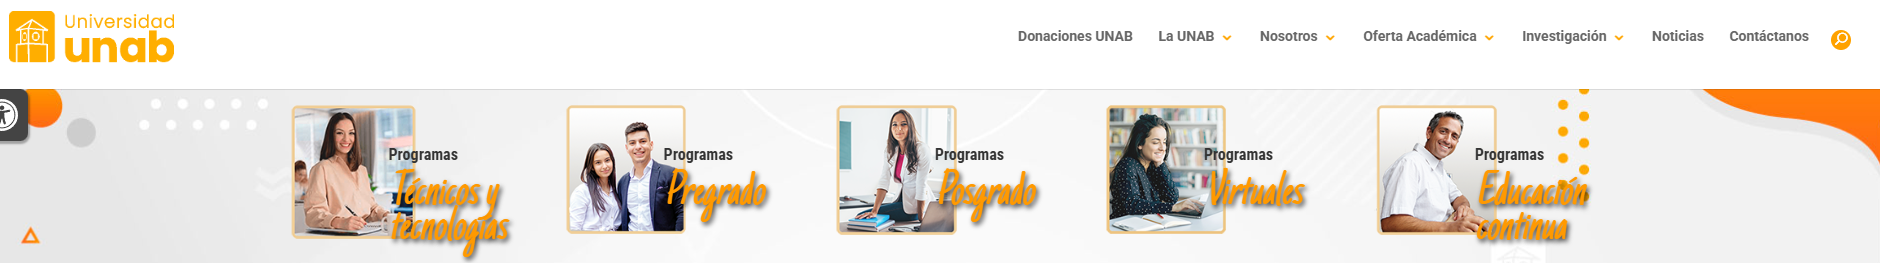 Universidad
unab
Donaciones UNAB
La UNAB
Nosotros
Oferta Académica
Investigación
Noticias
Contáctanos
Programas
Técnicos y
tecnologías
Programas
Pregrado
Programas
Posgrado
Programas
Virtuales
Programas
Educación
continua